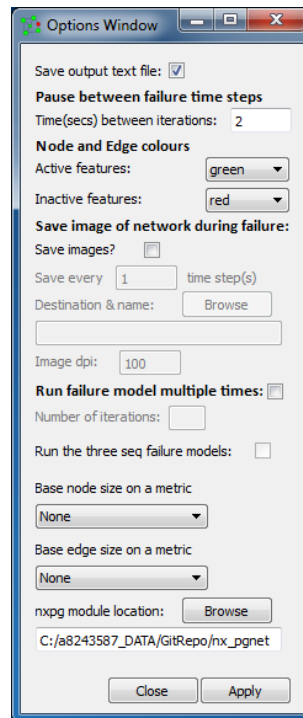 Options Window
Save output text file:
Pause between failure time steps
Time(secs) between iterations: 2
Node and Edge colours
Active features: green
Inactive features: red
Save image of network during failure:
Save images?
Save every 1 time step(s)
Destination & name: Browse
Image dpi: 100
Run failure model multiple times:
Number of iterations:
Run the three seq failure models:
Base node size on a metric
None
Base edge size on a metric
None
nxpg module location: Browse
C:/a8243587_DATA/GitRepo/nx_pgnet
Close Apply